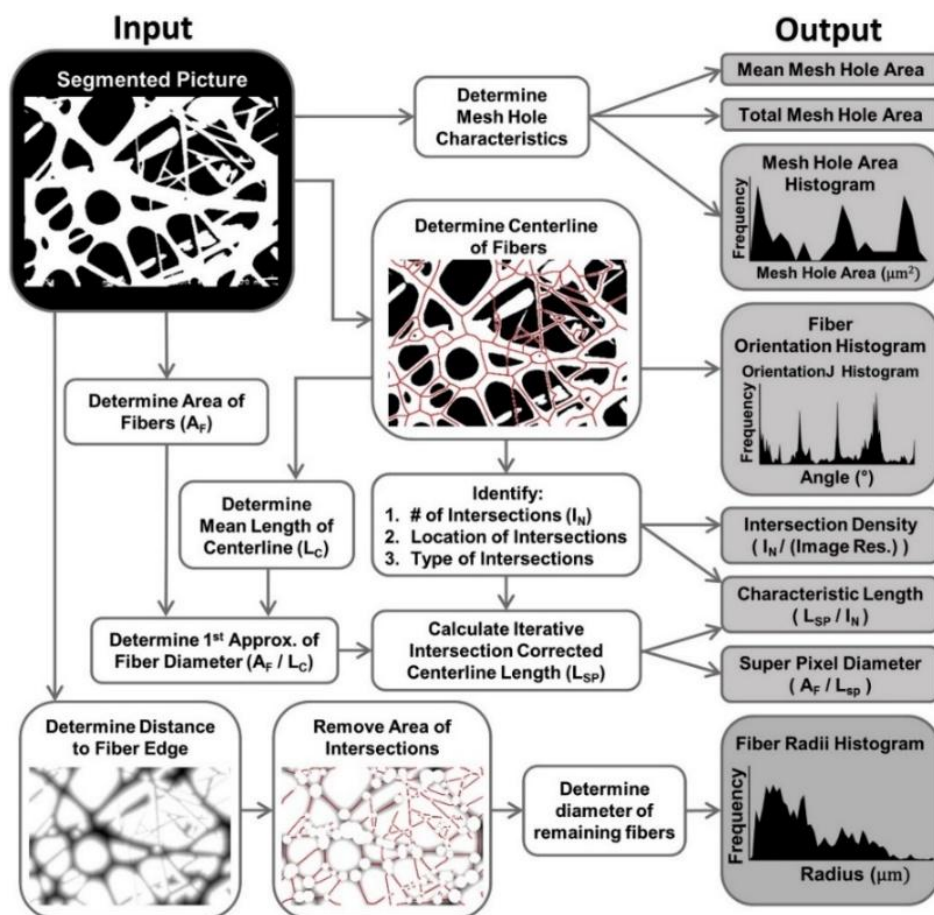 Input
Output
Segmented Picture
Determine
Mesh Hole
Characteristics
Mean Mesh Hole Area
Total Mesh Hole Area
Mesh Hole Area
Histogram
Frequency
Mesh Hole Area (μm²)
Determine Centerline
of Fibers
Fiber
Orientation Histogram
OrientationJ Histogram
Frequency
Angle (°)
Determine Area of
Fibers (A_F)
Determine
Mean Length of
Centerline (L_C)
Identify:
1. # of Intersections (I_N)
2. Location of Intersections
3. Type of Intersections
Intersection Density
( I_N / (Image Res.) )
Characteristic Length
( L_SP / I_N )
Determine 1st Approx. of
Fiber Diameter (A_F / L_C)
Calculate Iterative
Intersection Corrected
Centerline Length (L_SP)
Super Pixel Diameter
( A_F / L_sp )
Determine Distance
to Fiber Edge
Remove Area of
Intersections
Determine
diameter of
remaining fibers
Fiber Radii Histogram
Frequency
Radius (μm)